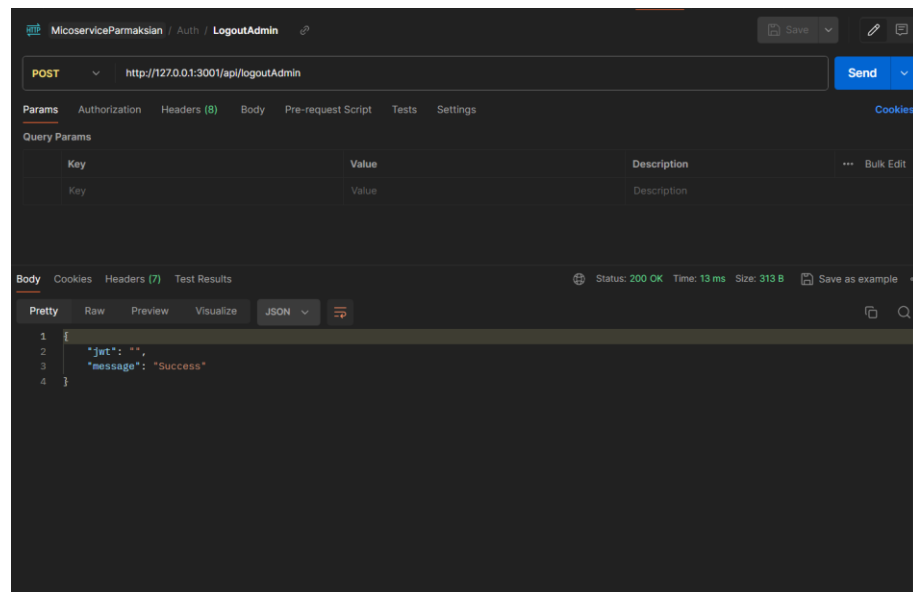 HTTP MicoserviceParmaksian / Auth / LogoutAdmin Save
POST http://127.0.0.1:3001/api/logoutAdmin Send
Params Authorization Headers (8) Body Pre-request Script Tests Settings Cookies
Query Params
Key Value Description ••• Bulk Edit
Key Value Description
Body Cookies Headers (7) Test Results Status: 200 OK Time: 13 ms Size: 313 B Save as example
Pretty Raw Preview Visualize JSON
1 {
2 "jwt": "",
3 "message": "Success"
4 }